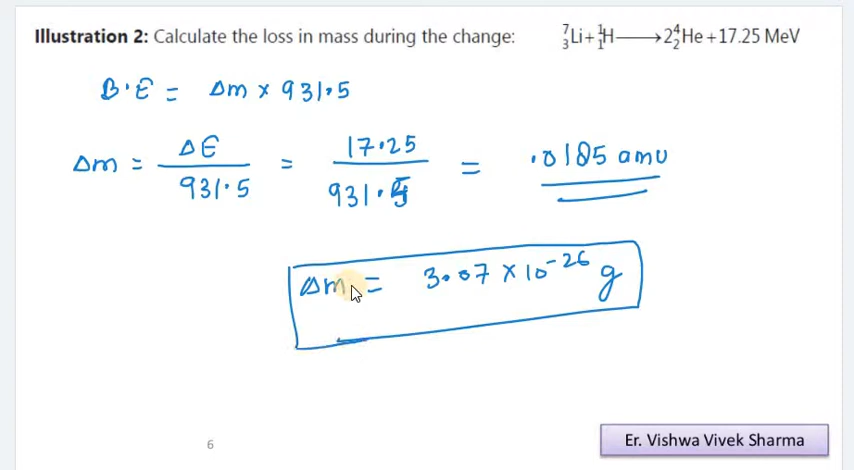 Illustration 2: Calculate the loss in mass during the change: ⁷₃Li + ¹₁H ⟶ 2⁴₂He + 17.25 MeV
B·E = Δm × 931.5
Δm = ΔE / 931.5 = 17.25 / 931.5 = .0185 amu
Δm = 3.07 × 10⁻²⁶ g
6
Er. Vishwa Vivek Sharma